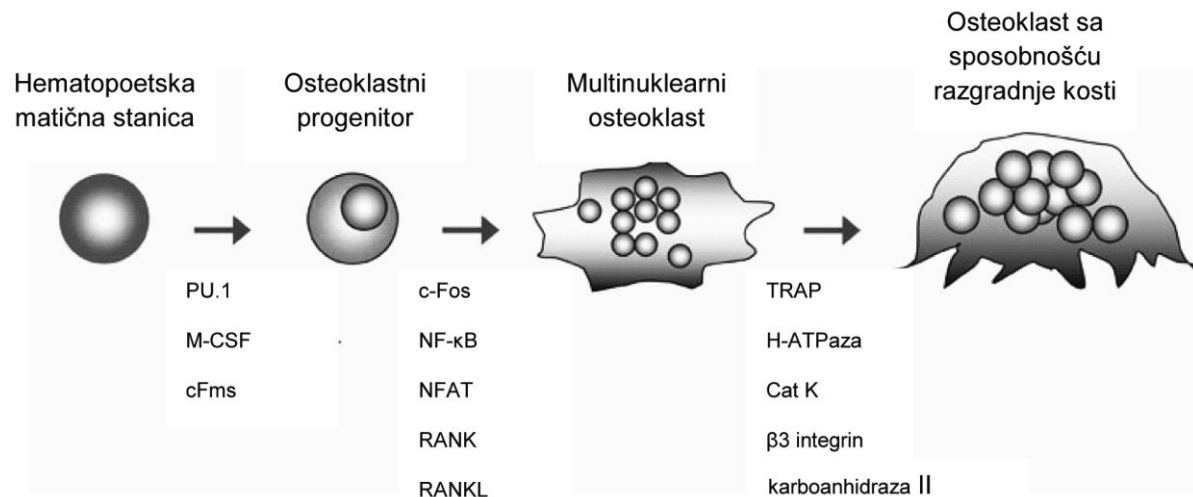 Hematopoetska
matična stanica
Osteoklastni
progenitor
Multinuklearni
osteoklast
Osteoklast sa
sposobnošću
razgradnje kosti
PU.1
M-CSF
cFms
c-Fos
NF-κB
NFAT
RANK
RANKL
TRAP
H-ATPaza
Cat K
β3 integrin
karboanhidraza II